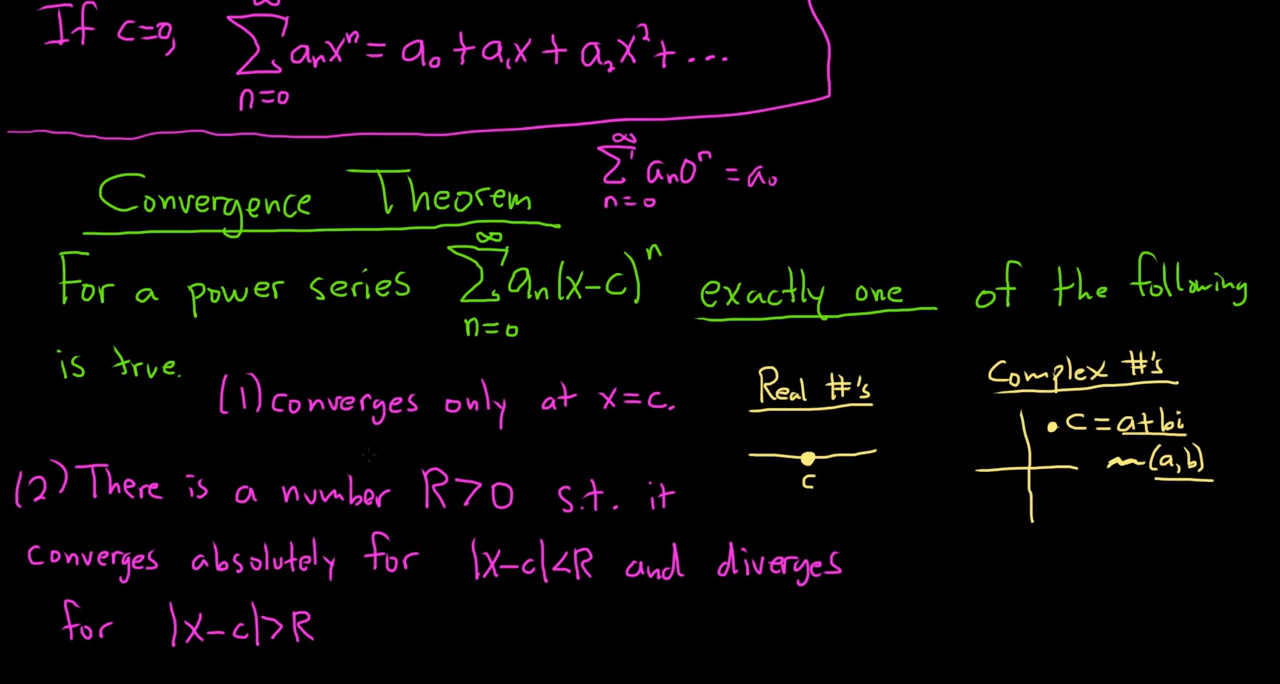 If c=0, ∞∑n=0 aₙxⁿ = a₀ + a₁x + a₂x² + ...
∞∑n=0 aₙ0ⁿ = a₀
Convergence Theorem
For a power series ∞∑n=0 aₙ(x-c)ⁿ exactly one of the following
is true.
(1) converges only at x=c.
Real #'s
c
Complex #'s
c = a+bi
(a,b)
(2) There is a number R>0 s.t. it
converges absolutely for |x-c|<R and diverges
for |x-c|>R